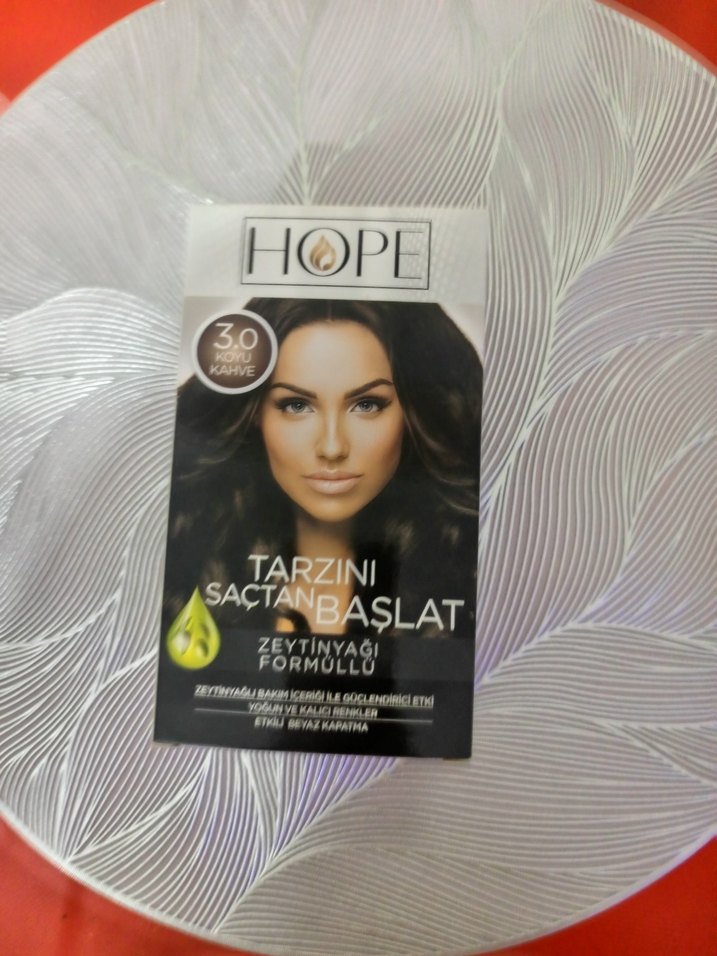 HOPE
3.0
KOYU
KAHVE
TARZINI
SAÇTAN BAŞLAT
ZEYTİNYAĞI
FORMÜLLÜ
ZEYTİNYAĞLI BAKIM İÇERİĞİ İLE GÜÇLENDİRİCİ ETKİ
YOĞUN VE KALICI RENKLER
ETKİLİ BEYAZ KAPATMA